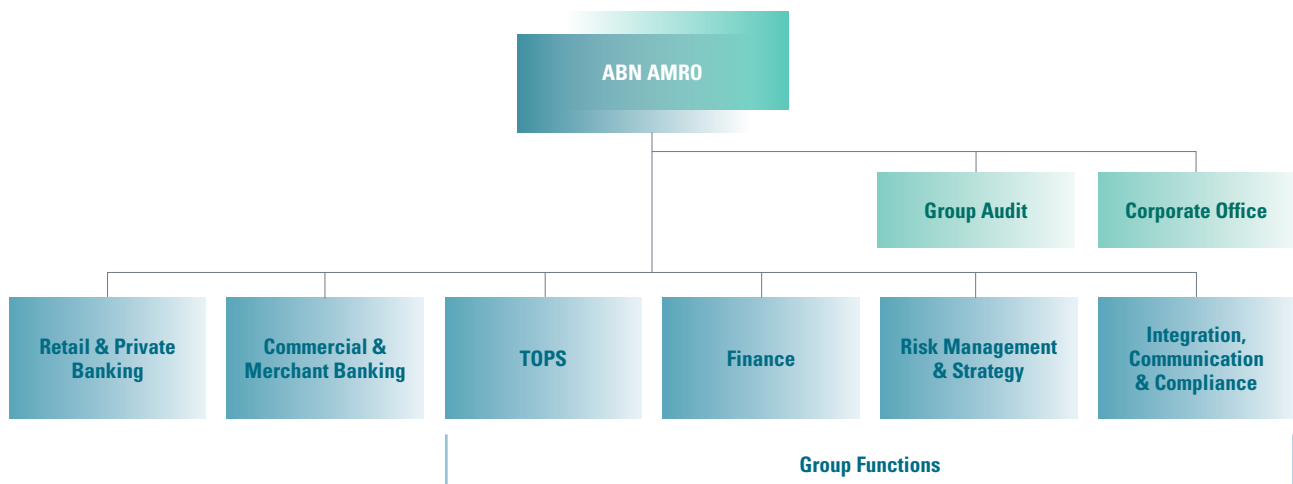 ABN AMRO
Group Audit
Corporate Office
Retail & Private
Banking
Commercial &
Merchant Banking
TOPS
Finance
Risk Management
& Strategy
Integration,
Communication
& Compliance
Group Functions